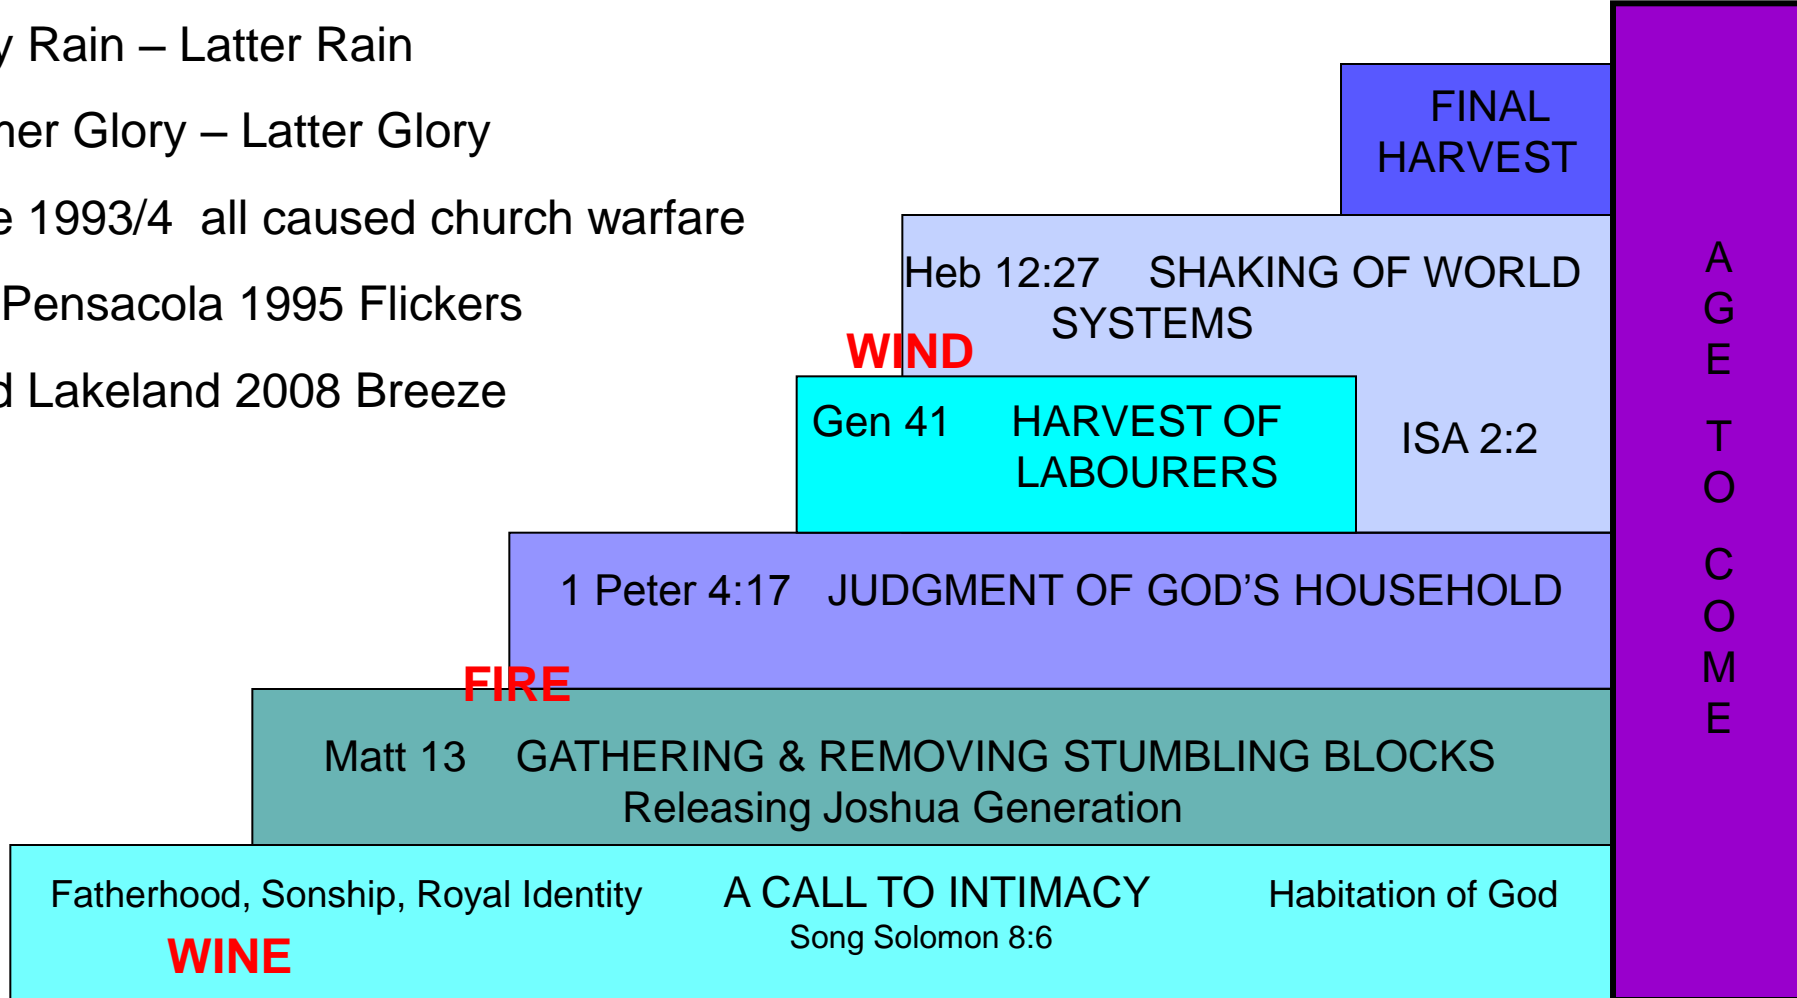 Rain – Latter Rain
Glory – Latter Glory
1993/4 all caused church warfare
Pensacola 1995 Flickers
Lakeland 2008 Breeze
FINAL
HARVEST
Heb 12:27 SHAKING OF WORLD
SYSTEMS
WIND
Gen 41 HARVEST OF
LABOURERS
ISA 2:2
1 Peter 4:17 JUDGMENT OF GOD’S HOUSEHOLD
FIRE
Matt 13 GATHERING & REMOVING STUMBLING BLOCKS
Releasing Joshua Generation
Fatherhood, Sonship, Royal Identity A CALL TO INTIMACY Habitation of God
Song Solomon 8:6
WINE
A
G
E
T
O
C
O
M
E